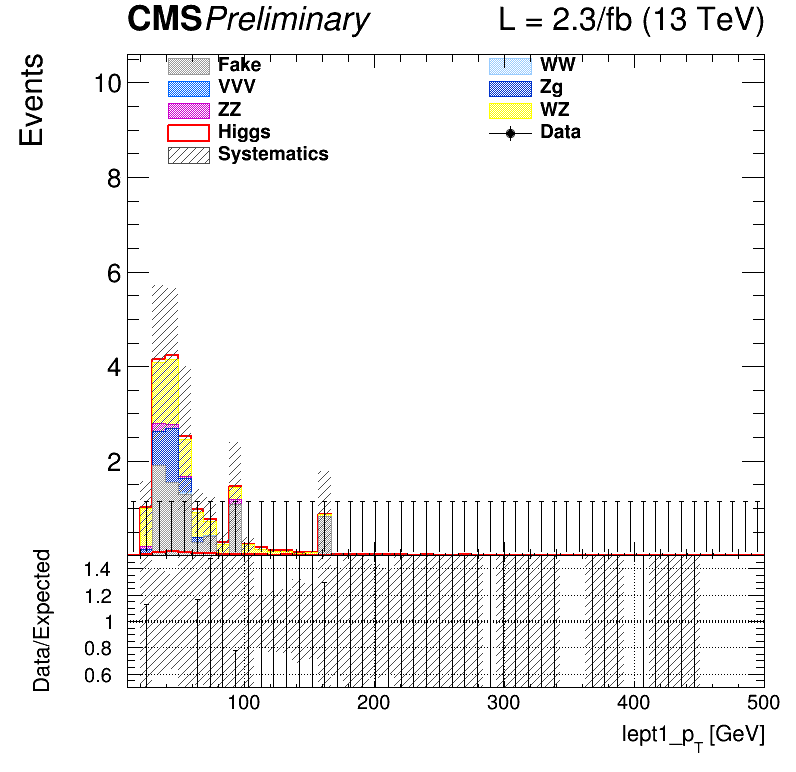 CMSPreliminary L = 2.3/fb (13 TeV)
Events
10
8
6
4
2
Fake WW
VVV Zg
ZZ WZ
Higgs Data
Systematics
Data/Expected
1.4
1.2
1
0.8
0.6
100 200 300 400 500
lept1_p_T [GeV]